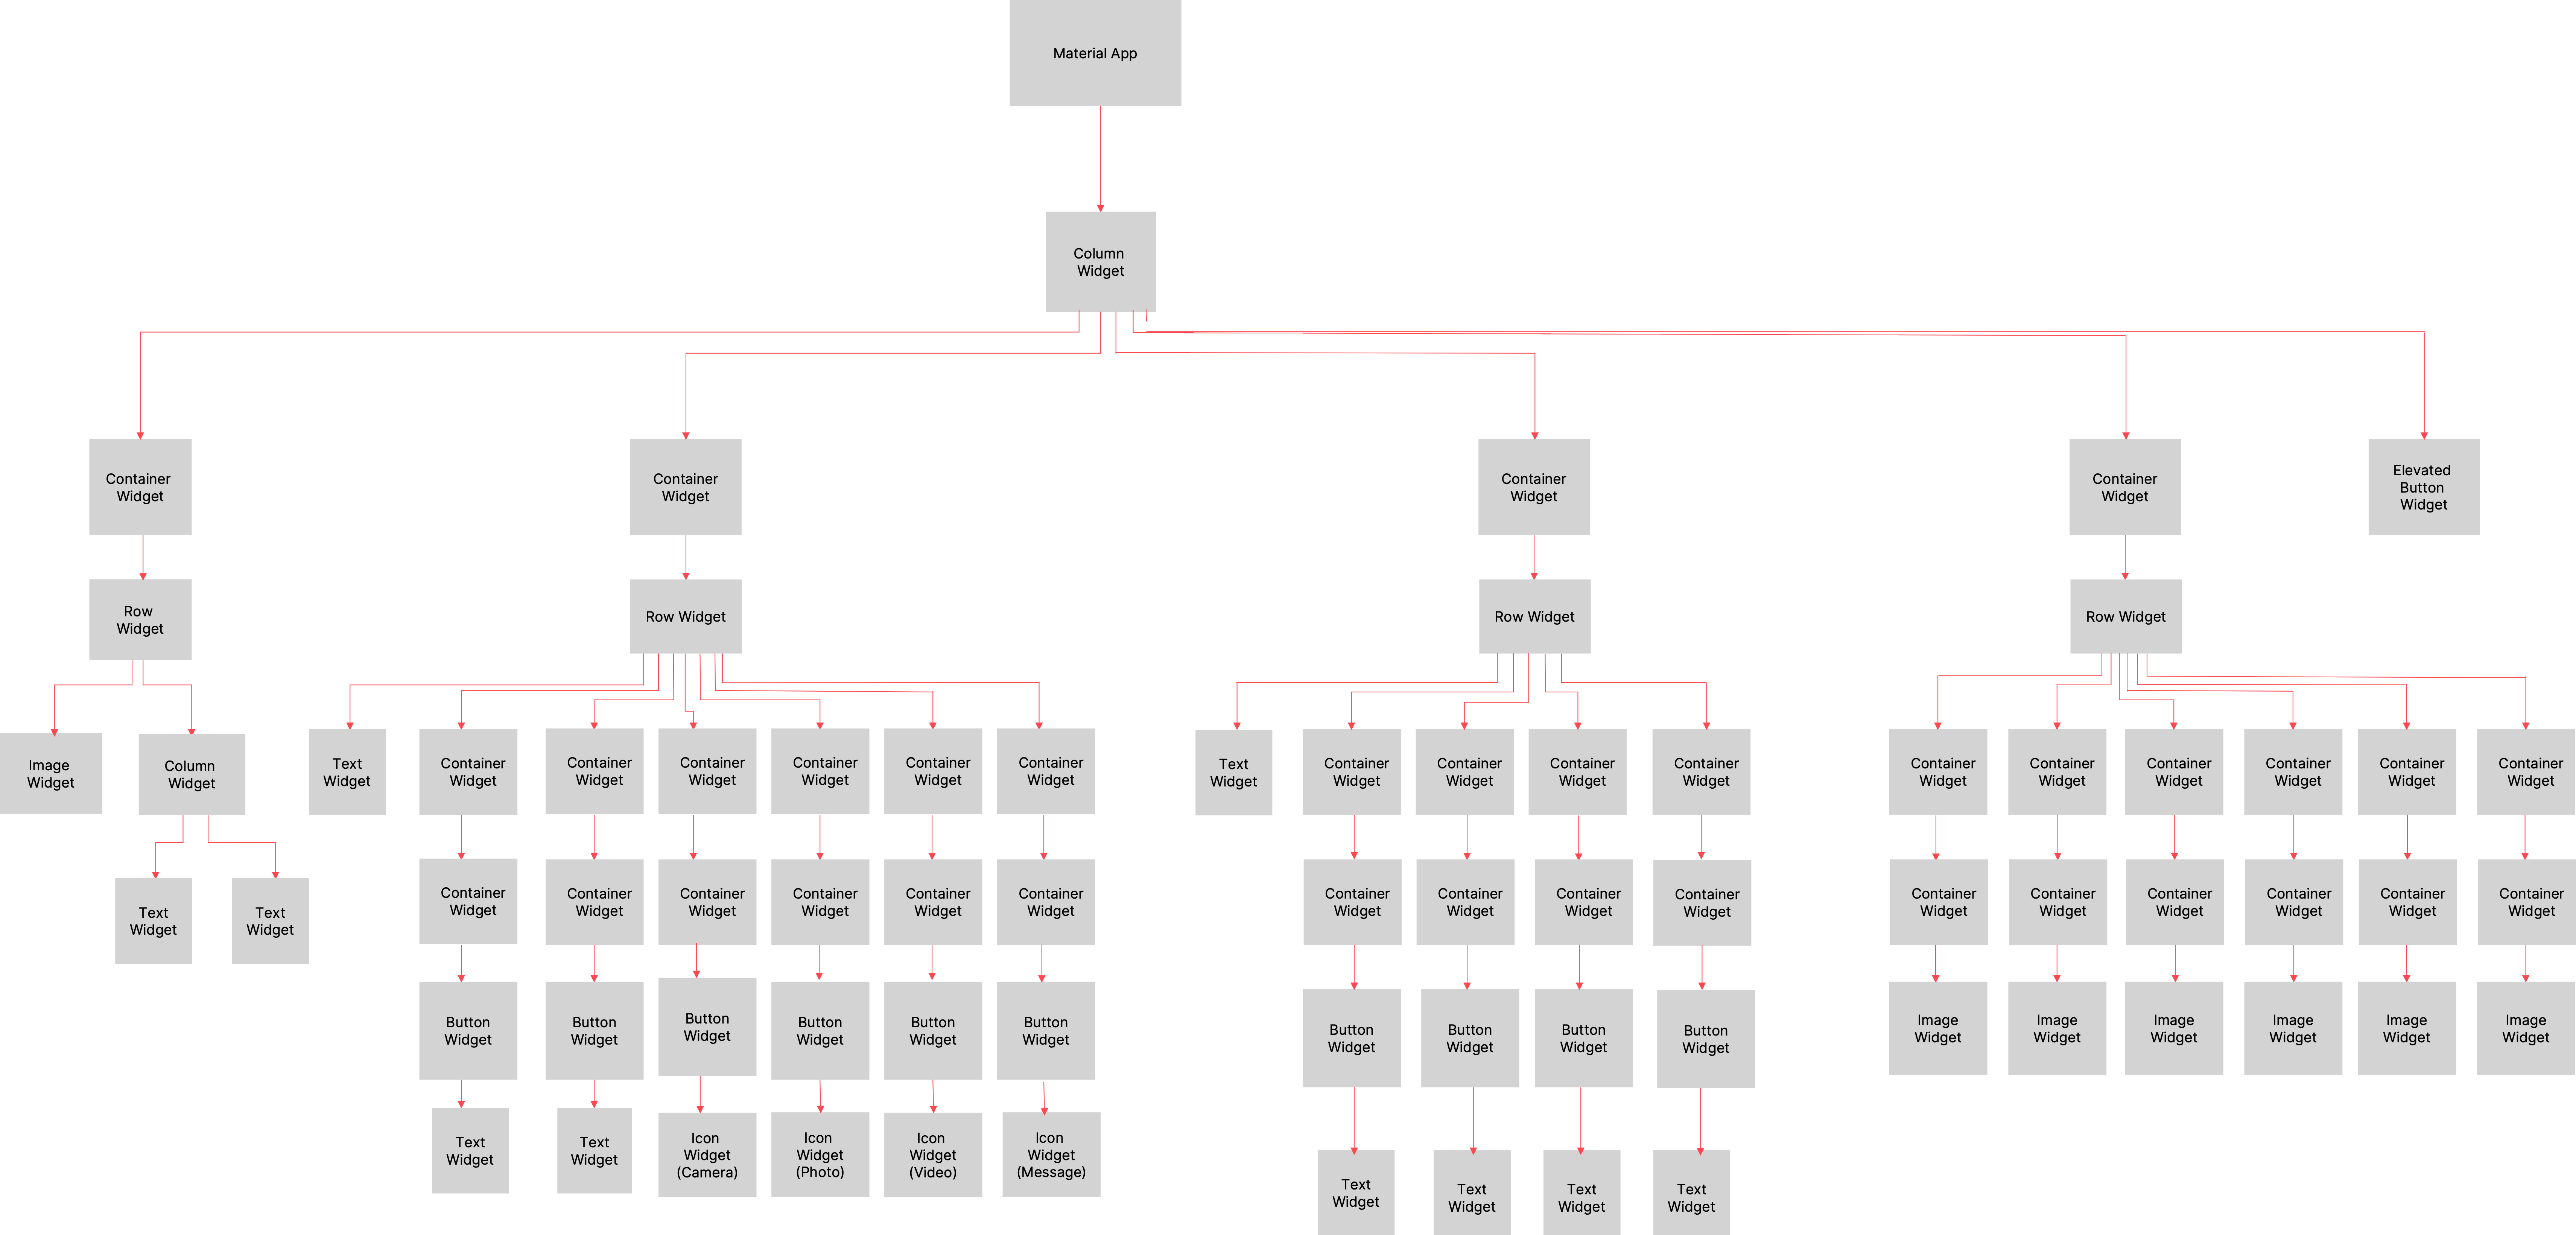 Material App
Column
Widget
Container
Widget
Container
Widget
Container
Widget
Container
Widget
Elevated
Button
Widget
Row
Widget
Row Widget
Row Widget
Row Widget
Image
Widget
Column
Widget
Text
Widget
Container
Widget
Container
Widget
Container
Widget
Container
Widget
Container
Widget
Container
Widget
Text
Widget
Container
Widget
Container
Widget
Container
Widget
Container
Widget
Container
Widget
Container
Widget
Container
Widget
Container
Widget
Container
Widget
Container
Widget
Text
Widget
Text
Widget
Container
Widget
Container
Widget
Container
Widget
Container
Widget
Container
Widget
Container
Widget
Container
Widget
Container
Widget
Container
Widget
Container
Widget
Container
Widget
Container
Widget
Container
Widget
Container
Widget
Container
Widget
Container
Widget
Button
Widget
Button
Widget
Button
Widget
Button
Widget
Button
Widget
Button
Widget
Button
Widget
Button
Widget
Button
Widget
Button
Widget
Image
Widget
Image
Widget
Image
Widget
Image
Widget
Image
Widget
Image
Widget
Text
Widget
Text
Widget
Icon
Widget
(Camera)
Icon
Widget
(Photo)
Icon
Widget
(Video)
Icon
Widget
(Message)
Text
Widget
Text
Widget
Text
Widget
Text
Widget